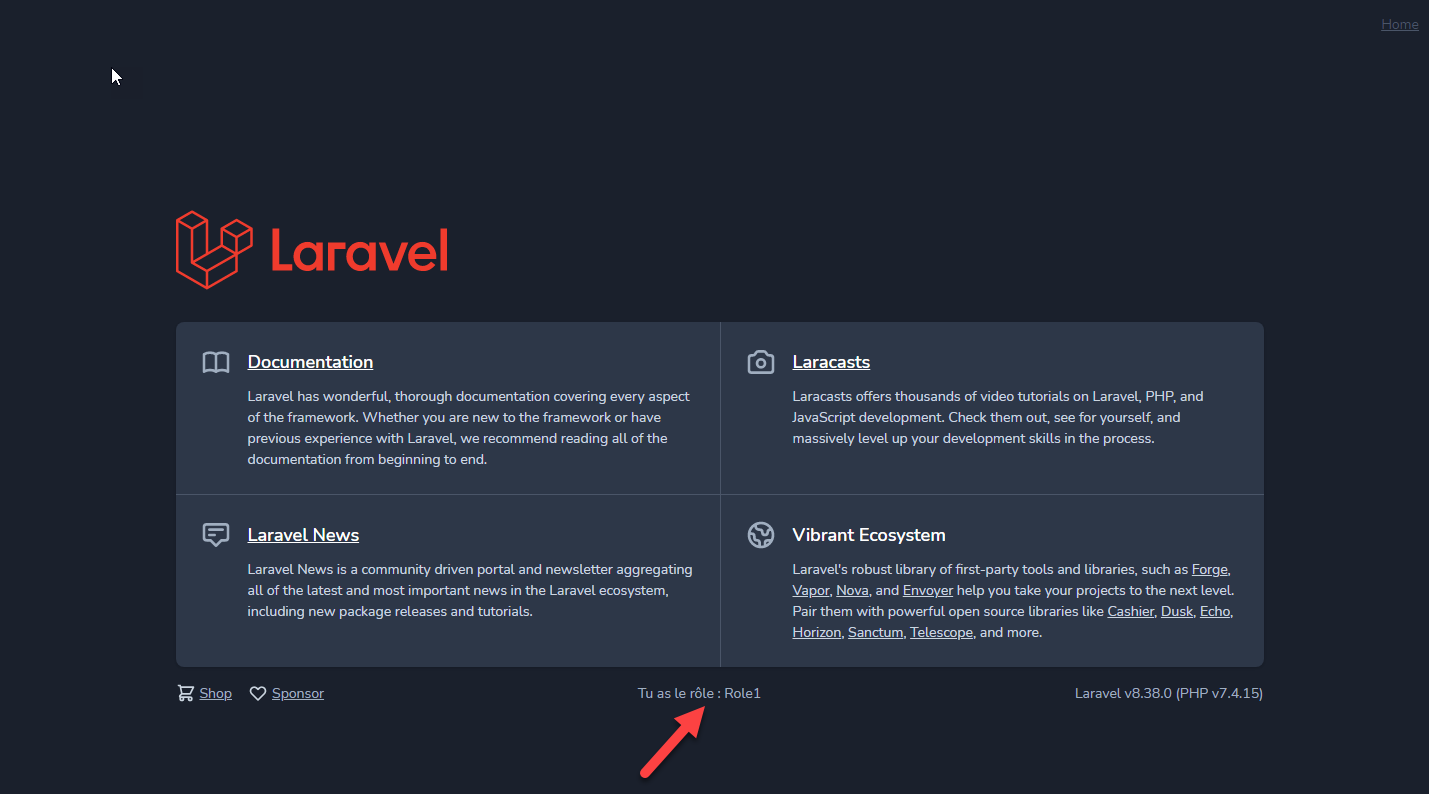 Home
Laravel
Documentation
Laravel has wonderful, thorough documentation covering every aspect
of the framework. Whether you are new to the framework or have
previous experience with Laravel, we recommend reading all of the
documentation from beginning to end.
Laracasts
Laracasts offers thousands of video tutorials on Laravel, PHP, and
JavaScript development. Check them out, see for yourself, and
massively level up your development skills in the process.
Laravel News
Laravel News is a community driven portal and newsletter aggregating
all of the latest and most important news in the Laravel ecosystem,
including new package releases and tutorials.
Vibrant Ecosystem
Laravel's robust library of first-party tools and libraries, such as Forge,
Vapor, Nova, and Envoyer help you take your projects to the next level.
Pair them with powerful open source libraries like Cashier, Dusk, Echo,
Horizon, Sanctum, Telescope, and more.
Shop Sponsor Tu as le rôle : Role1 Laravel v8.38.0 (PHP v7.4.15)